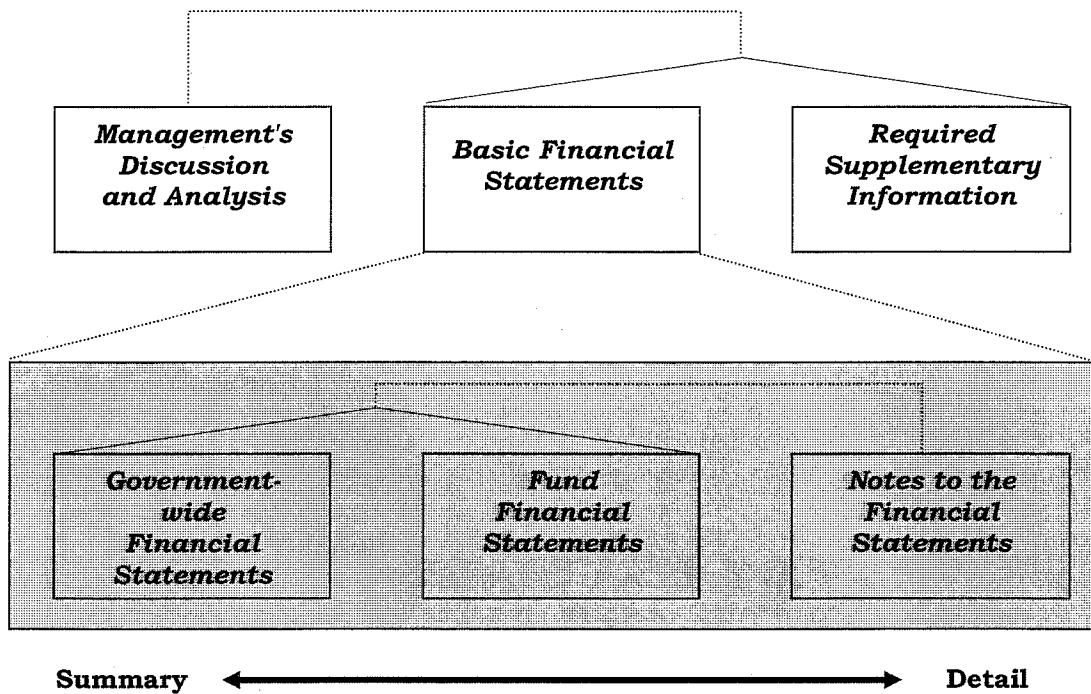 Management's
Discussion
and Analysis
Basic Financial
Statements
Required
Supplementary
Information
Government-
wide
Financial
Statements
Fund
Financial
Statements
Notes to the
Financial
Statements
Summary
Detail